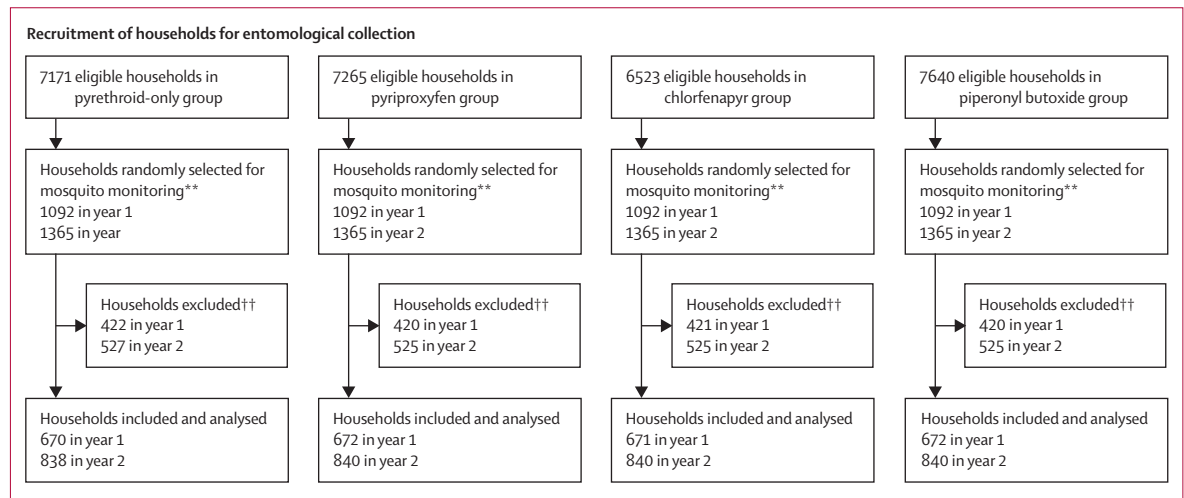 Recruitment of households for entomological collection
7171 eligible households in
pyrethroid-only group
Households randomly selected for
mosquito monitoring**
1092 in year 1
1365 in year
Households excluded††
422 in year 1
527 in year 2
Households included and analysed
670 in year 1
838 in year 2
7265 eligible households in
pyriproxyfen group
Households randomly selected for
mosquito monitoring**
1092 in year 1
1365 in year 2
Households excluded††
420 in year 1
525 in year 2
Households included and analysed
672 in year 1
840 in year 2
6523 eligible households in
chlorfenapyr group
Households randomly selected for
mosquito monitoring**
1092 in year 1
1365 in year 2
Households excluded††
421 in year 1
525 in year 2
Households included and analysed
671 in year 1
840 in year 2
7640 eligible households in
piperonyl butoxide group
Households randomly selected for
mosquito monitoring**
1092 in year 1
1365 in year 2
Households excluded††
420 in year 1
525 in year 2
Households included and analysed
672 in year 1
840 in year 2